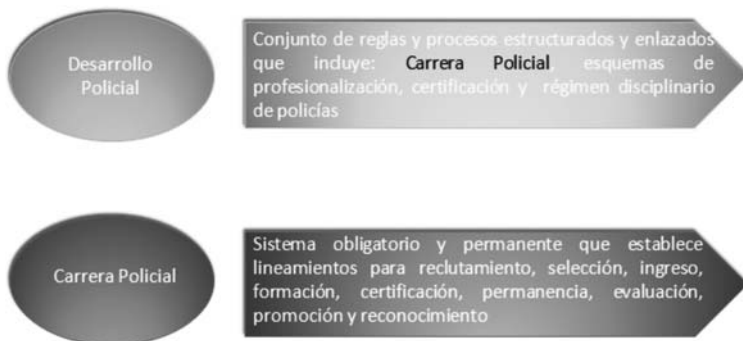 Desarrollo
Policial
Conjunto de reglas y procesos estructurados y enlazados
que incluye: Carrera Policial, esquemas de
profesionalización, certificación y régimen disciplinario
de policías
Carrera Policial
Sistema obligatorio y permanente que establece
lineamientos para reclutamiento, selección, ingreso,
formación, certificación, permanencia, evaluación,
promoción y reconocimiento